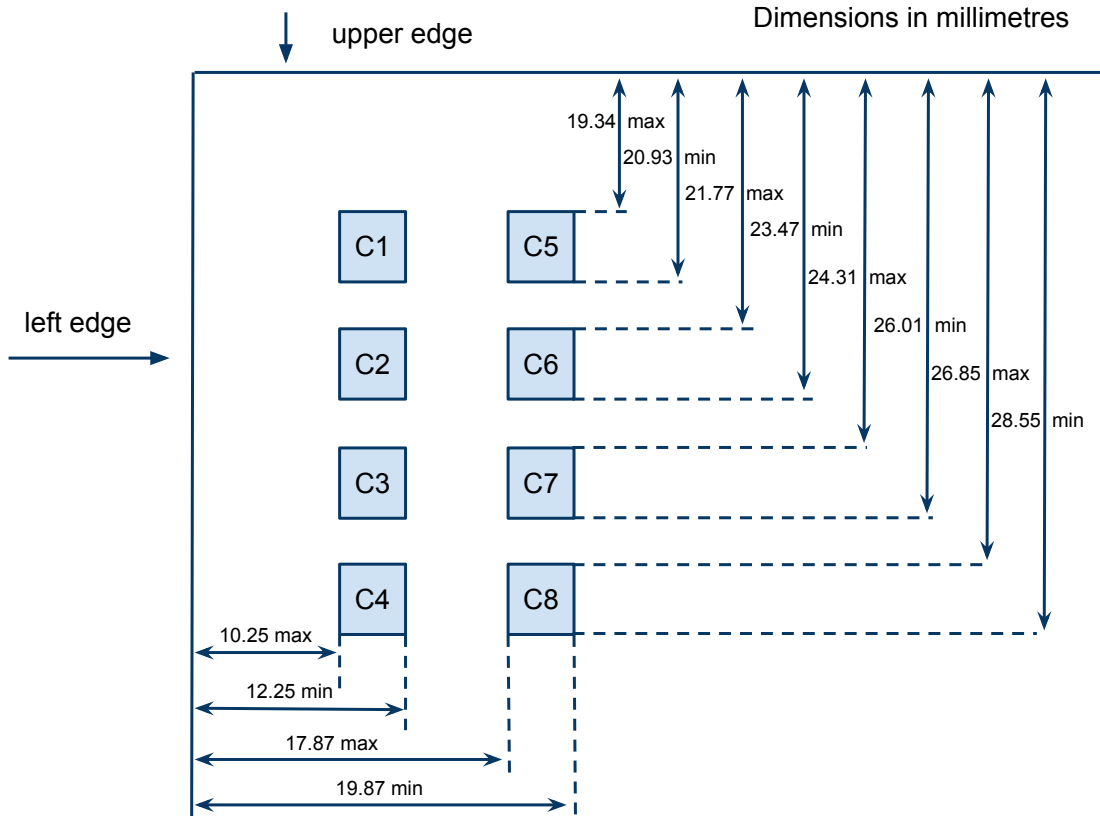 Dimensions in millimetres
upper edge
19.34 max
20.93 min
21.77 max
23.47 min
24.31 max
26.01 min
26.85 max
28.55 min
left edge
C1 C5
C2 C6
C3 C7
C4 C8
10.25 max
12.25 min
17.87 max
19.87 min